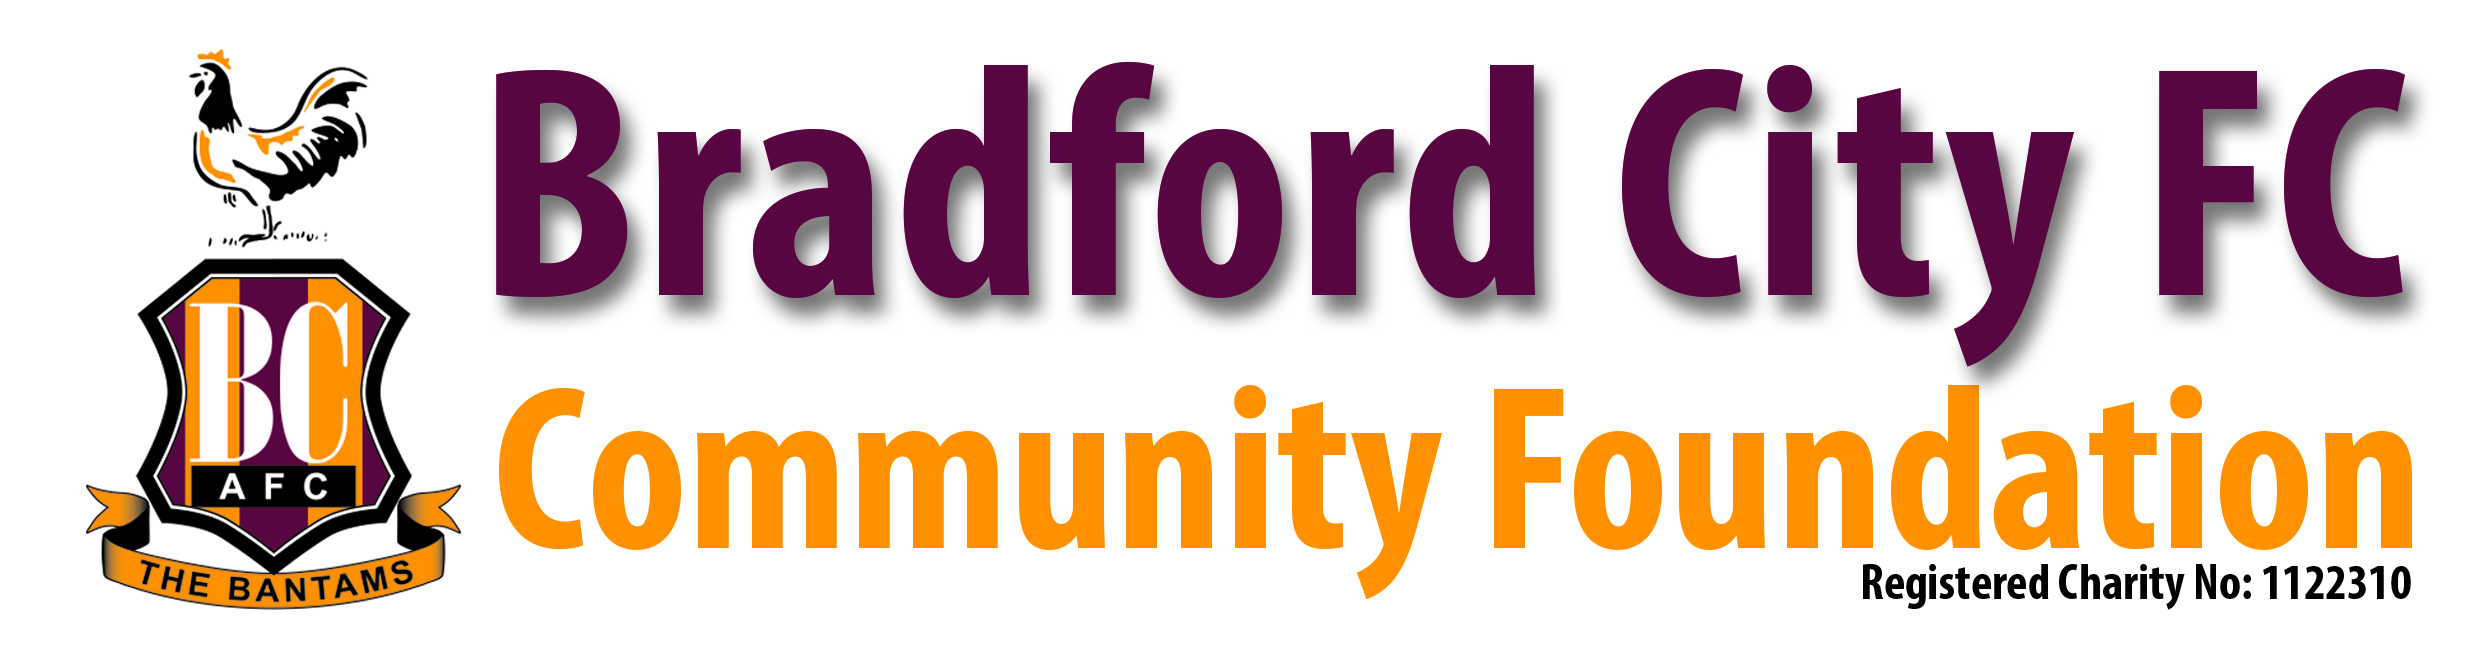 Bradford City FC
Community Foundation
Registered Charity No: 1122310
BC
AFC
THE BANTAMS